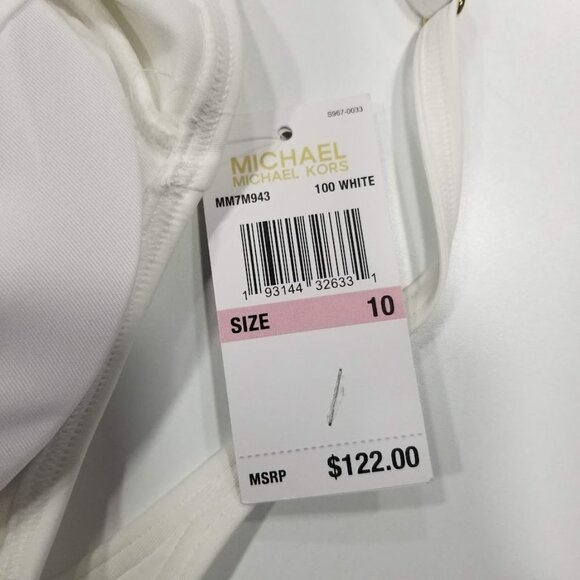 S967-0033
MICHAEL
MICHAEL KORS
MM7M943 100 WHITE
1 93144 32633 1
SIZE 10
MSRP $122.00